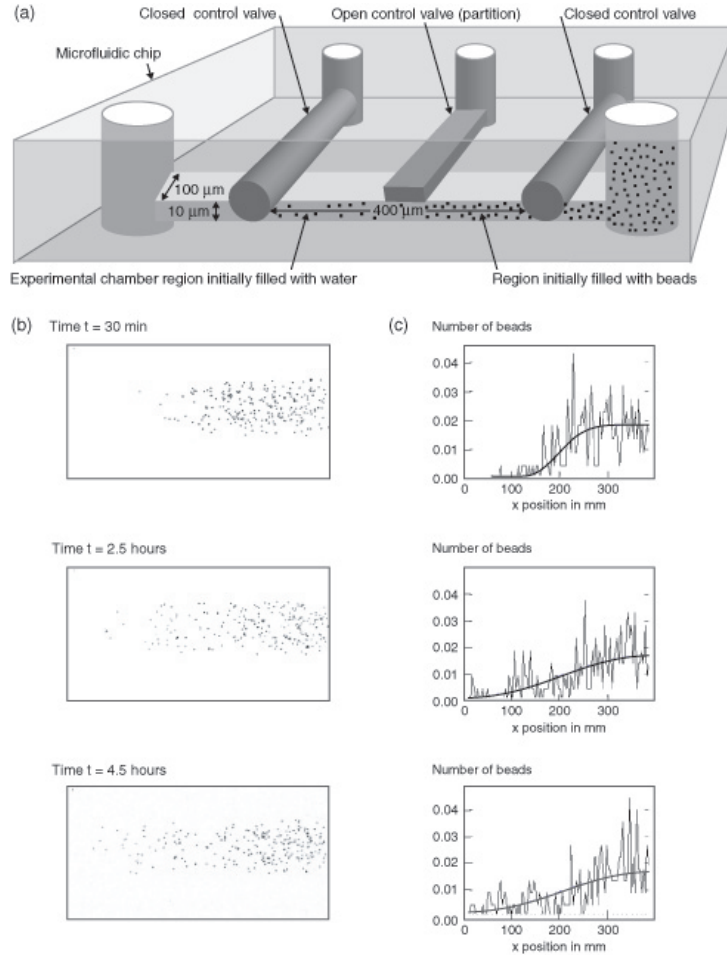 (a)
Closed control valve
Open control valve (partition)
Closed control valve
Microfluidic chip
100 µm
10 µm
400 µm
Experimental chamber region initially filled with water
Region initially filled with beads
(b)
Time t = 30 min
(c)
Number of beads
0.04
0.03
0.02
0.01
0.00
0 100 200 300
x position in mm
Time t = 2.5 hours
Number of beads
0.04
0.03
0.02
0.01
0.00
0 100 200 300
x position in mm
Time t = 4.5 hours
Number of beads
0.04
0.03
0.02
0.01
0.00
0 100 200 300
x position in mm